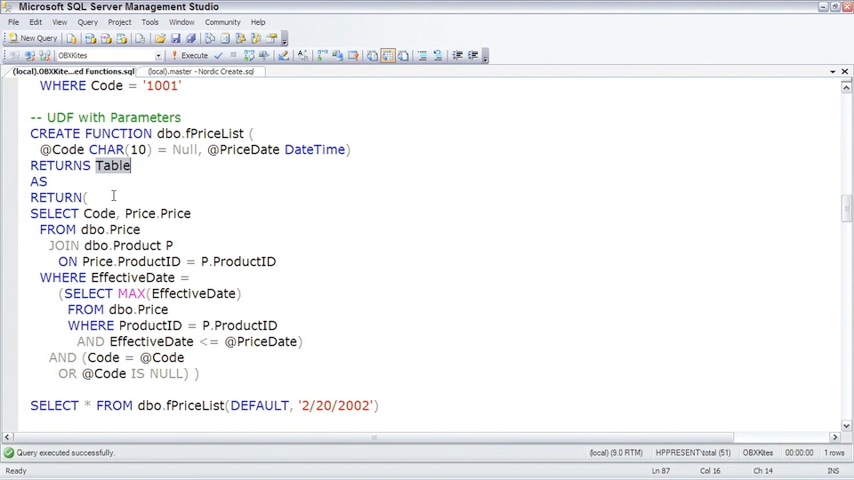 Microsoft SQL Server Management Studio
File Edit View Query Project Tools Window Community Help
New Query
OBXKites Execute
(local).OBXKite...ed Functions.sql (local).master - Nordic Create.sql
WHERE Code = '1001'
-- UDF with Parameters
CREATE FUNCTION dbo.fPriceList (
@Code CHAR(10) = Null, @PriceDate DateTime)
RETURNS Table
AS
RETURN(
SELECT Code, Price.Price
FROM dbo.Price
JOIN dbo.Product P
ON Price.ProductID = P.ProductID
WHERE EffectiveDate =
(SELECT MAX(EffectiveDate)
FROM dbo.Price
WHERE ProductID = P.ProductID
AND EffectiveDate <= @PriceDate)
AND (Code = @Code
OR @Code IS NULL) )
SELECT * FROM dbo.fPriceList(DEFAULT, '2/20/2002')
Query executed successfully. (local) (9.0 RTM) HPPRESENT\total (51) OBXKites 00:00:00 1 rows
Ready Ln 87 Col 16 Ch 14 INS